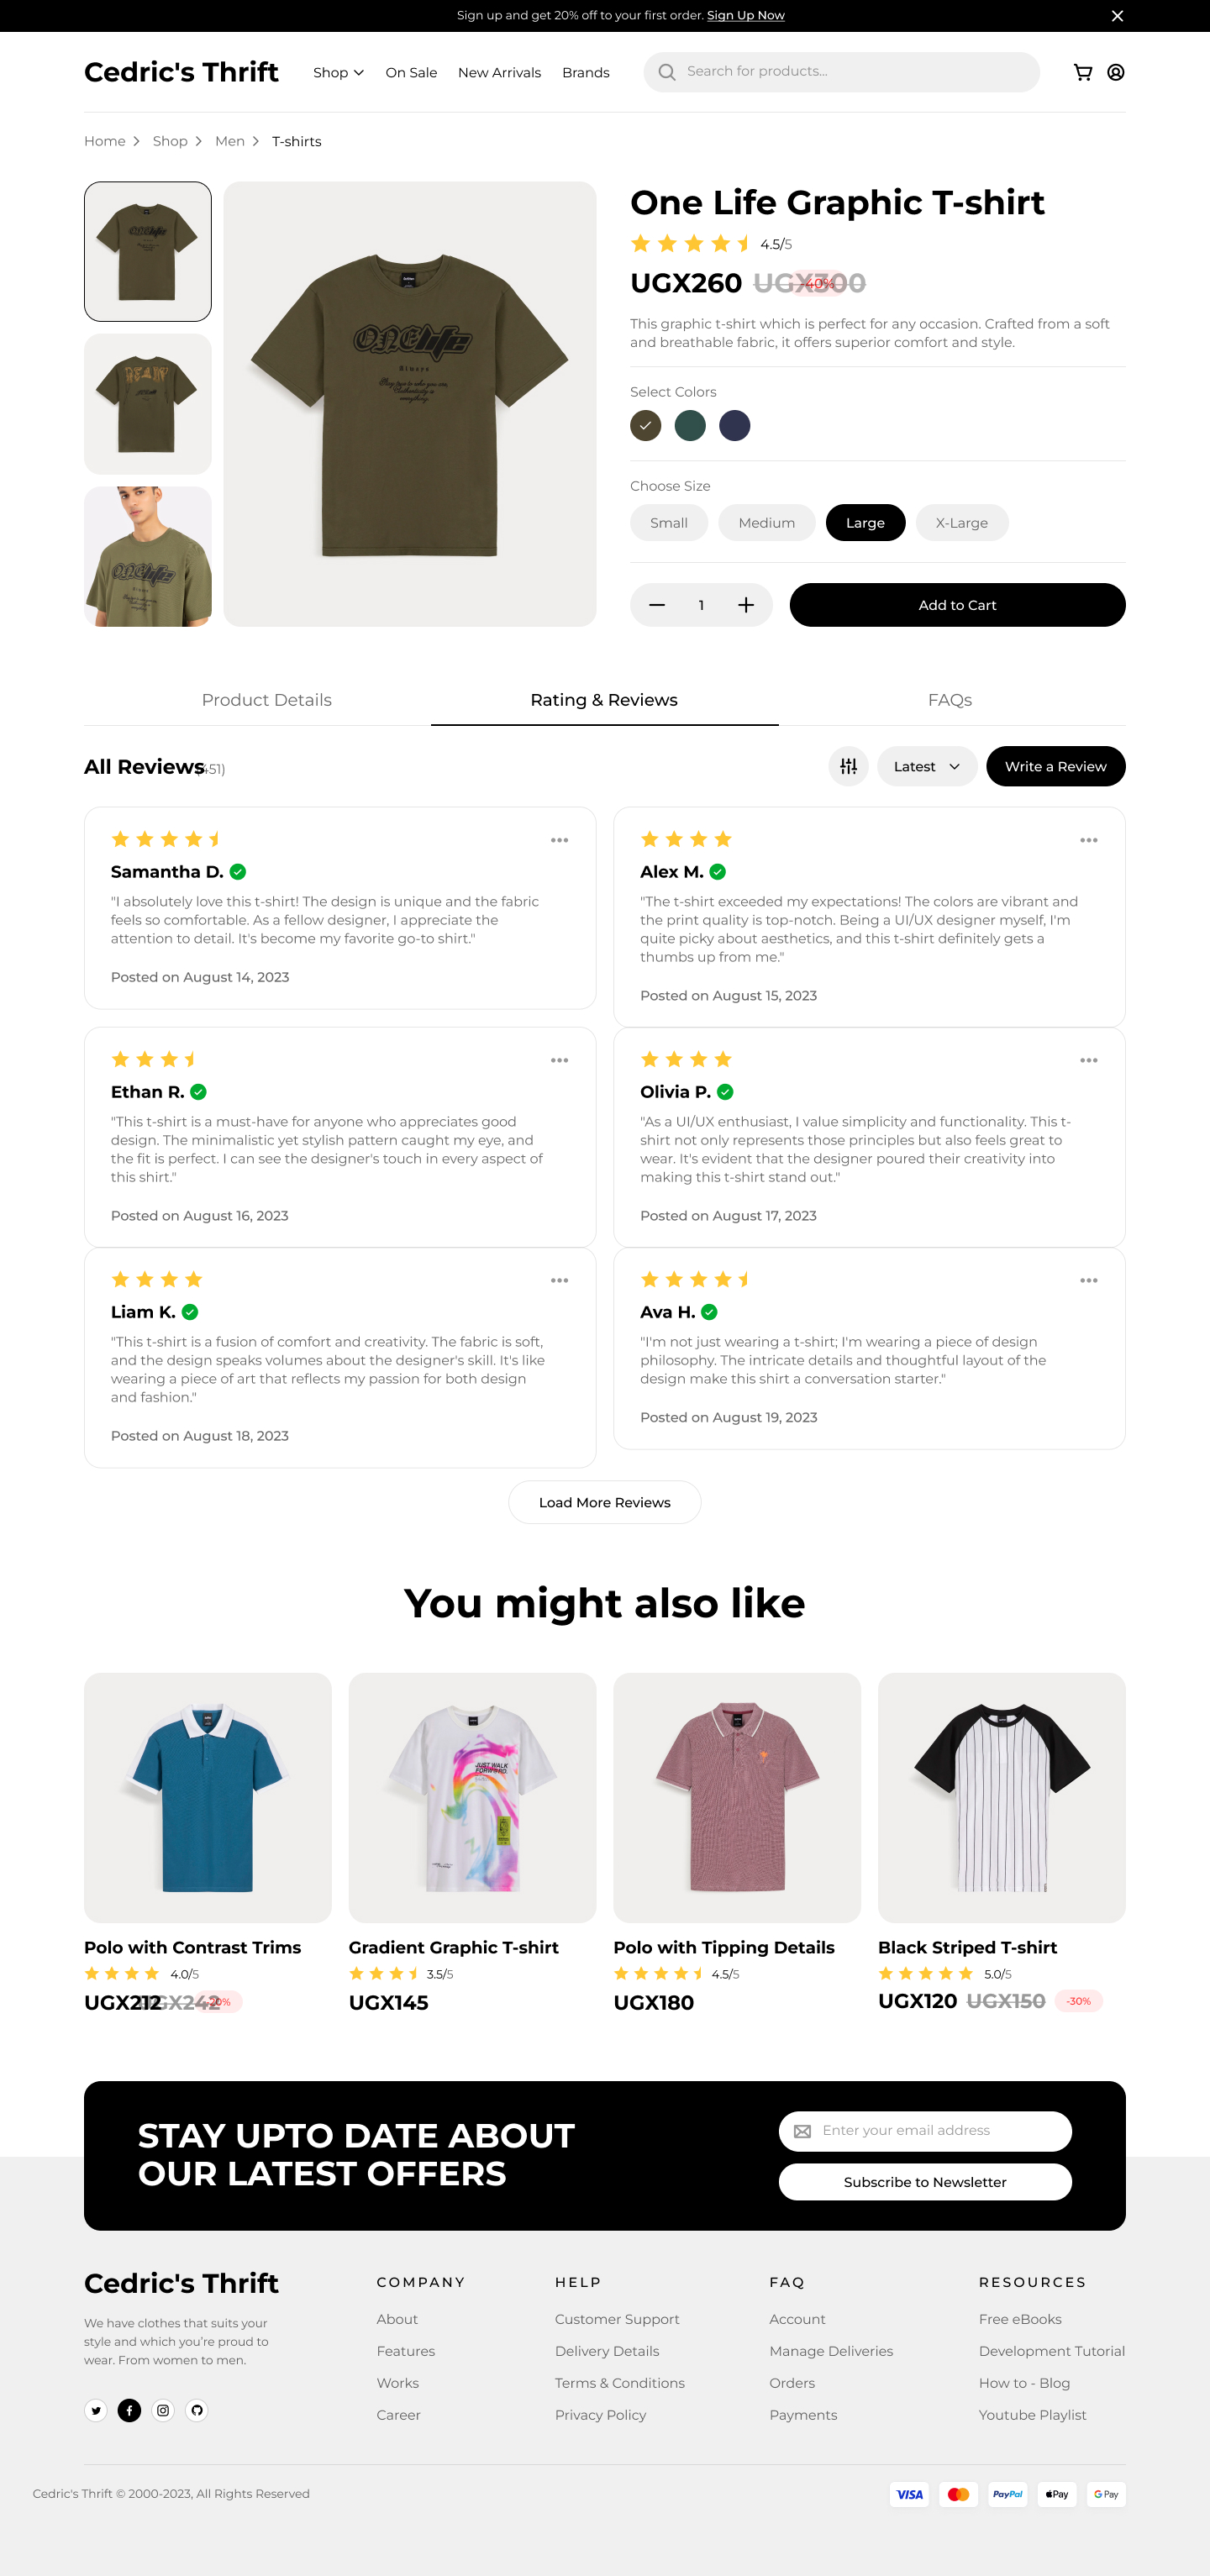 Sign up and get 20% off to your first order. Sign Up Now
Cedric's Thrift
Shop
On Sale
New Arrivals
Brands
Search for products...
Home
Shop
Men
T-shirts
One Life Graphic T-shirt
4.5/5
UGX260 UGX300 -40%
This graphic t-shirt which is perfect for any occasion. Crafted from a soft
and breathable fabric, it offers superior comfort and style.
ONE life
Always
Stay true to who you are,
Authenticity is
everything.
Select Colors
Choose Size
Small
Medium
Large
X-Large
1
Add to Cart
Product Details
Rating & Reviews
FAQs
All Reviews (451)
Latest
Write a Review
Samantha D.
"I absolutely love this t-shirt! The design is unique and the fabric
feels so comfortable. As a fellow designer, I appreciate the
attention to detail. It's become my favorite go-to shirt."
Posted on August 14, 2023
Alex M.
"The t-shirt exceeded my expectations! The colors are vibrant and
the print quality is top-notch. Being a UI/UX designer myself, I'm
quite picky about aesthetics, and this t-shirt definitely gets a
thumbs up from me."
Posted on August 15, 2023
Ethan R.
"This t-shirt is a must-have for anyone who appreciates good
design. The minimalistic yet stylish pattern caught my eye, and
the fit is perfect. I can see the designer's touch in every aspect of
this shirt."
Posted on August 16, 2023
Olivia P.
"As a UI/UX enthusiast, I value simplicity and functionality. This t-
shirt not only represents those principles but also feels great to
wear. It's evident that the designer poured their creativity into
making this t-shirt stand out."
Posted on August 17, 2023
Liam K.
"This t-shirt is a fusion of comfort and creativity. The fabric is soft,
and the design speaks volumes about the designer's skill. It's like
wearing a piece of art that reflects my passion for both design
and fashion."
Posted on August 18, 2023
Ava H.
"I'm not just wearing a t-shirt; I'm wearing a piece of design
philosophy. The intricate details and thoughtful layout of the
design make this shirt a conversation starter."
Posted on August 19, 2023
Load More Reviews
You might also like
JUST WALK
FORWARD.
Polo with Contrast Trims
4.0/5
UGX212 UGX242 -20%
Gradient Graphic T-shirt
3.5/5
UGX145
Polo with Tipping Details
4.5/5
UGX180
Black Striped T-shirt
5.0/5
UGX120 UGX150 -30%
STAY UPTO DATE ABOUT
OUR LATEST OFFERS
Enter your email address
Subscribe to Newsletter
Cedric's Thrift
We have clothes that suits your
style and which you’re proud to
wear. From women to men.
COMPANY
About
Features
Works
Career
HELP
Customer Support
Delivery Details
Terms & Conditions
Privacy Policy
FAQ
Account
Manage Deliveries
Orders
Payments
RESOURCES
Free eBooks
Development Tutorial
How to - Blog
Youtube Playlist
Cedric's Thrift © 2000-2023, All Rights Reserved
VISA
PayPal
Pay
G Pay